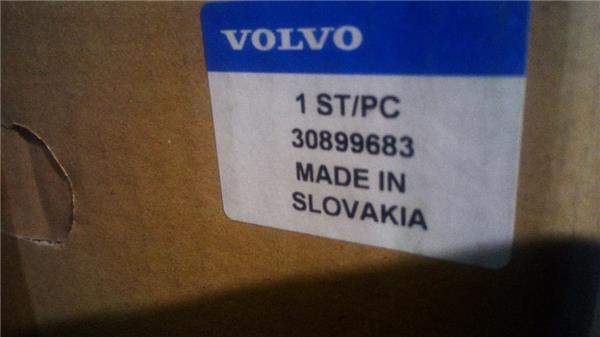 VOLVO
1 ST/PC
30899683
MADE IN
SLOVAKIA